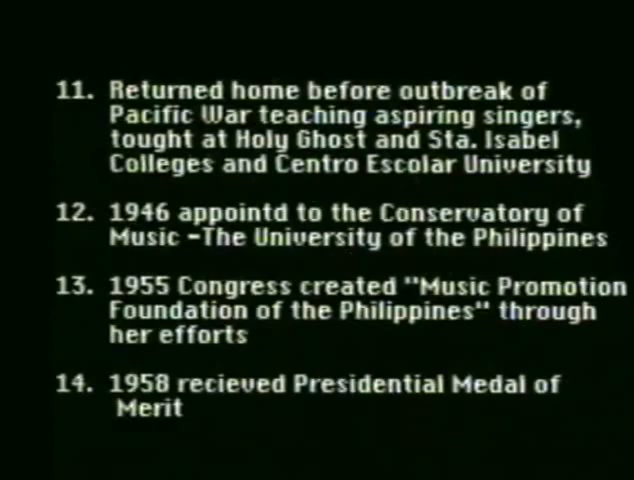 11. Returned home before outbreak of
Pacific War teaching aspiring singers,
tought at Holy Ghost and Sta. Isabel
Colleges and Centro Escolar University
12. 1946 appointd to the Conservatory of
Music -The University of the Philippines
13. 1955 Congress created "Music Promotion
Foundation of the Philippines" through
her efforts
14. 1958 recieved Presidential Medal of
Merit